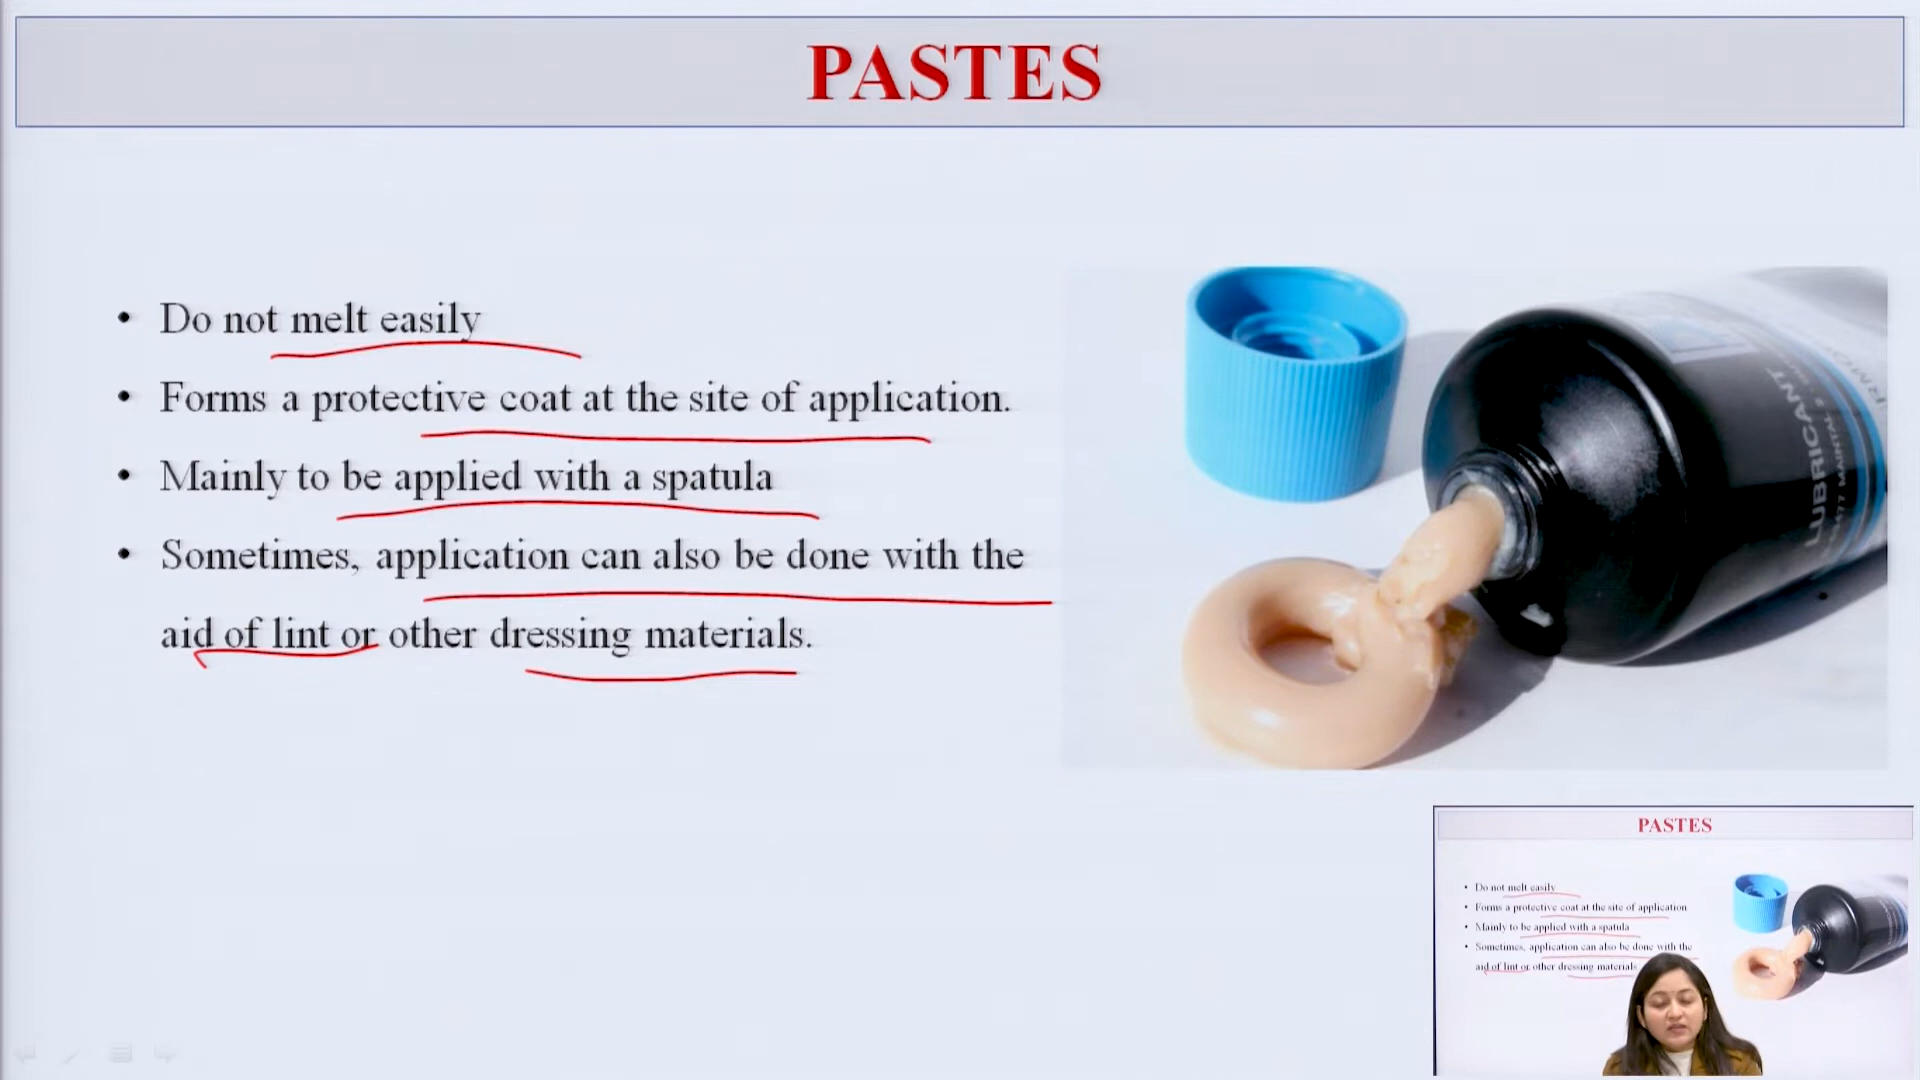 PASTES
• Do not melt easily
• Forms a protective coat at the site of application.
• Mainly to be applied with a spatula
• Sometimes, application can also be done with the
aid of lint or other dressing materials.
LUBRICANT
PASTES
• Do not melt easily
• Forms a protective coat at the site of application
• Mainly to be applied with a spatula
• Sometimes, application can also be done with the
aid of lint or other dressing materials